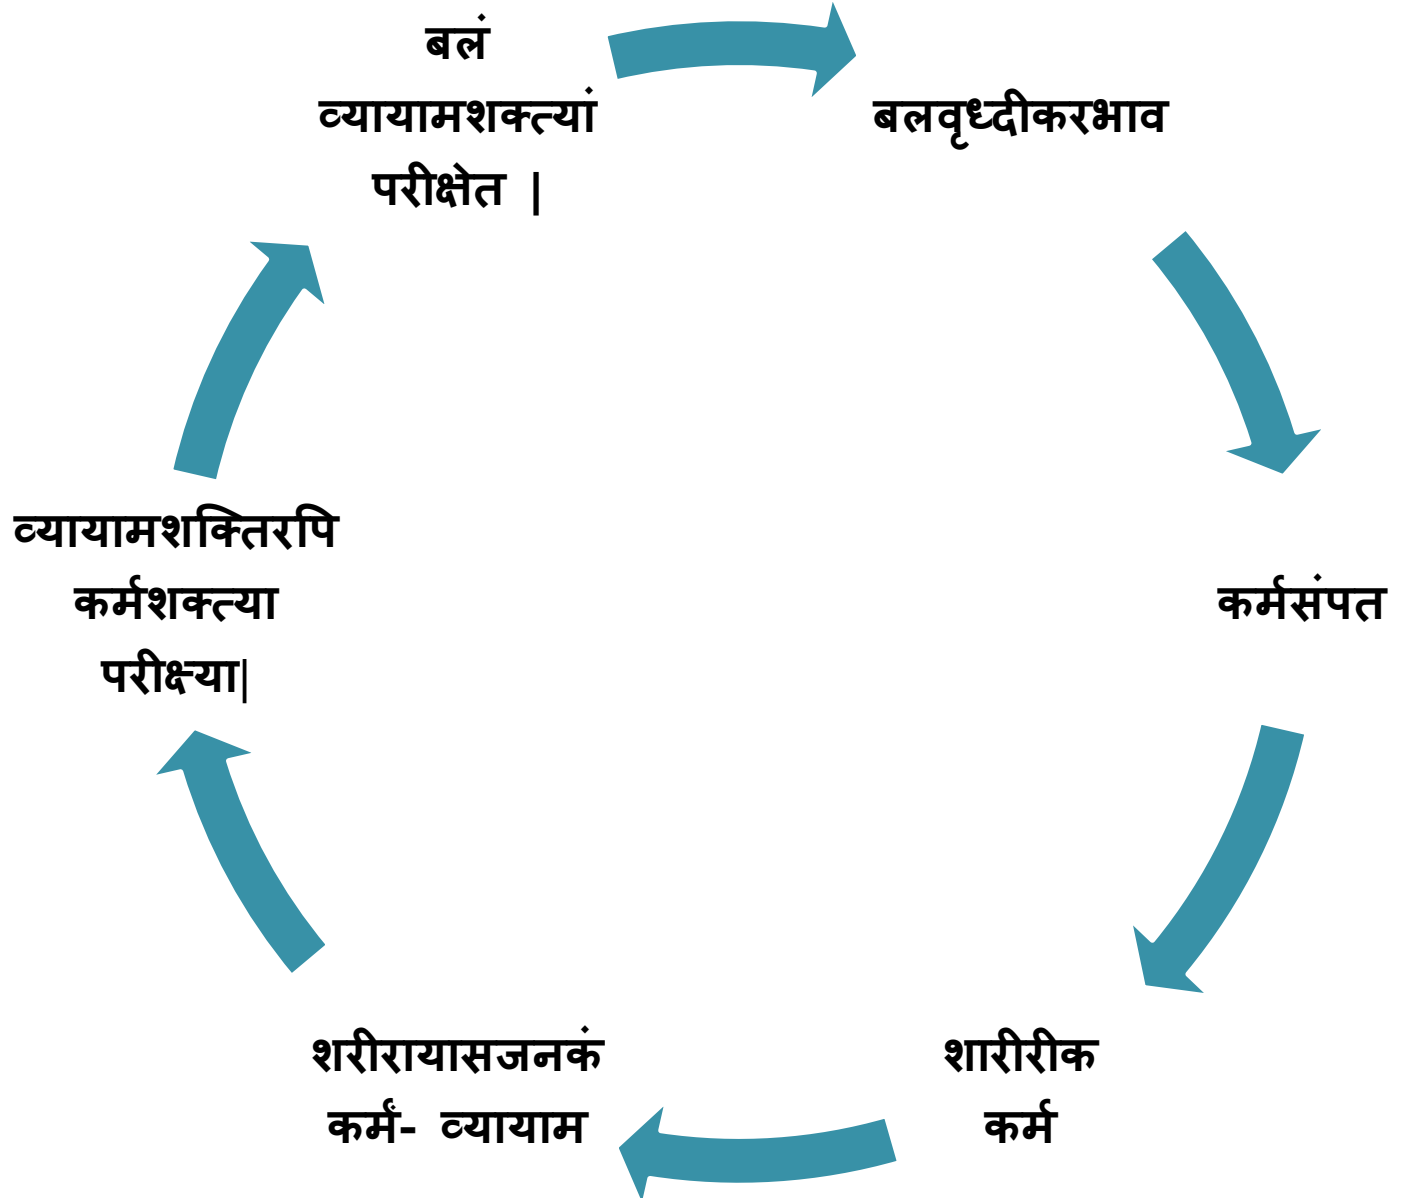 बलं
व्यायामशक्त्यां
परीक्षेत |
बलवृध्दीकरभाव
कर्मसंपत
शारीरीक
कर्म
शरीरायासजनकं
कर्मं- व्यायाम
व्यायामशक्तिरपि
कर्मशक्त्या
परीक्ष्या|